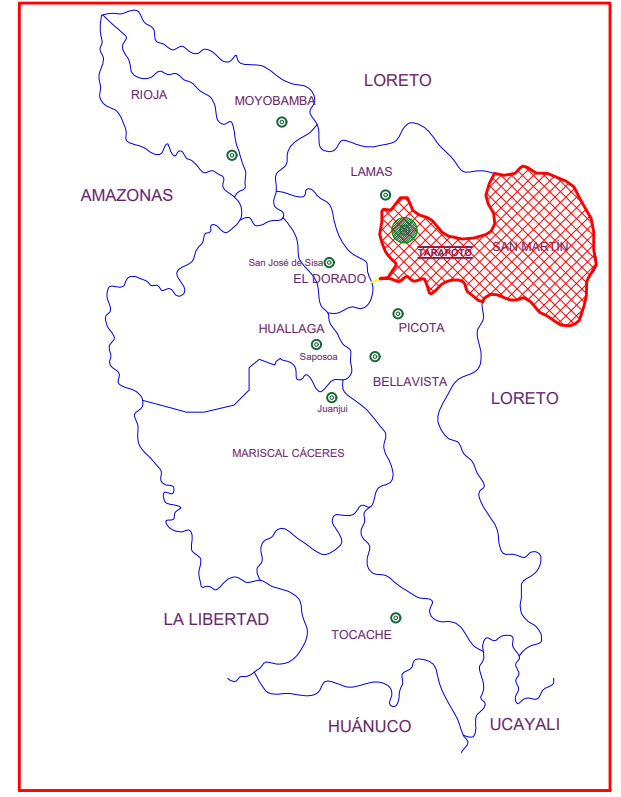 LORETO
RIOJA
MOYOBAMBA
LAMAS
AMAZONAS
SAN MARTÍN
TARAPOTO
San José de Sisa
EL DORADO
HUALLAGA
PICOTA
Saposoa
BELLAVISTA
LORETO
Juanjui
MARISCAL CÁCERES
LA LIBERTAD
TOCACHE
HUÁNUCO
UCAYALI